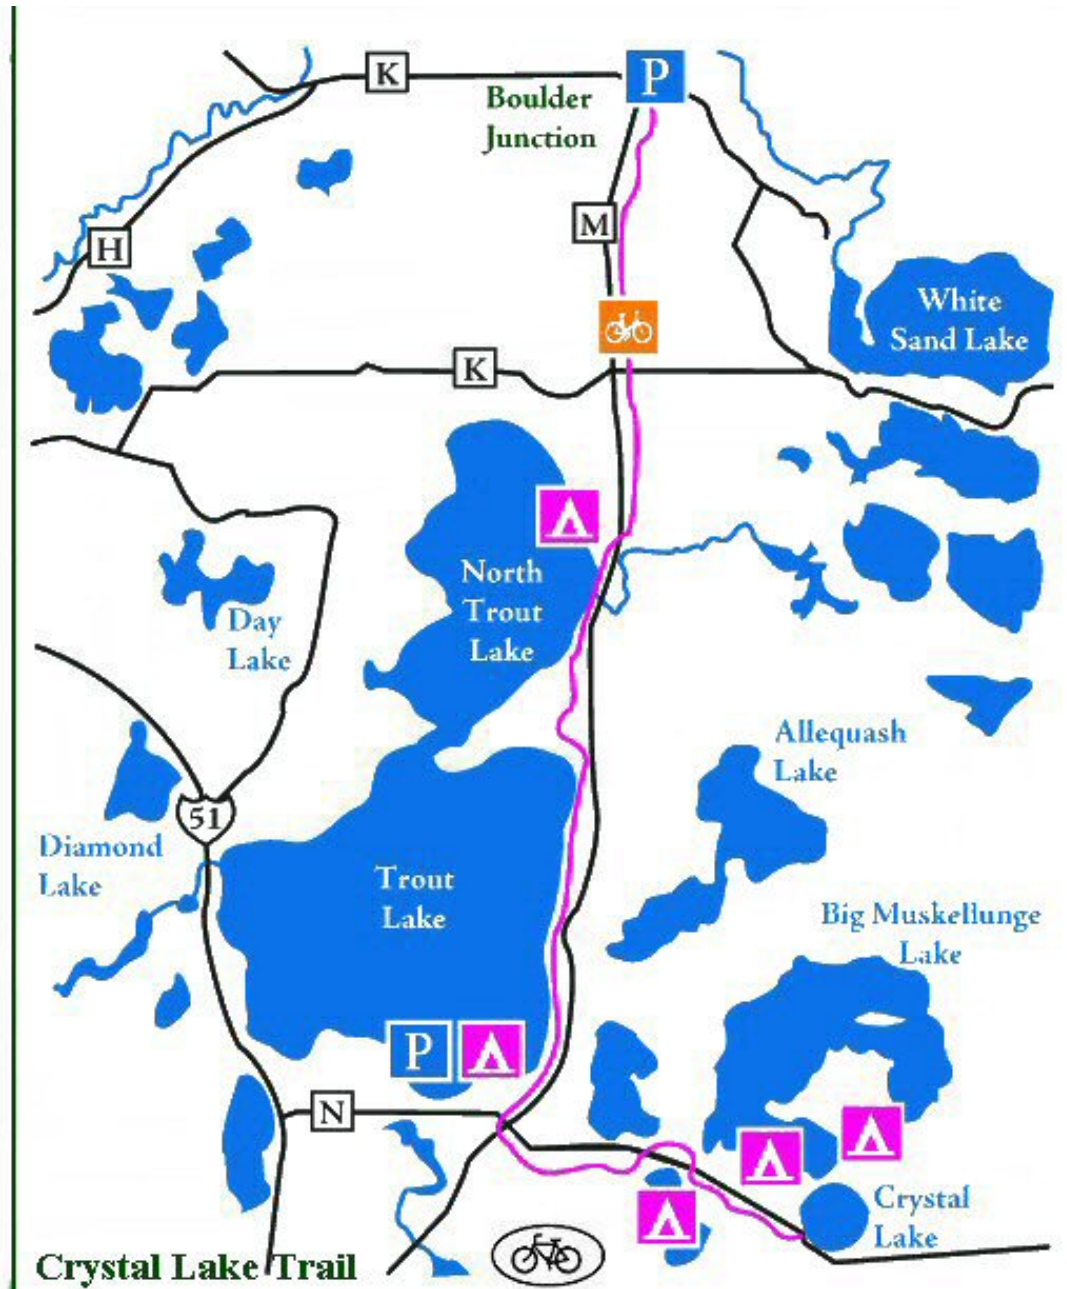 K
P
Boulder
Junction
M
H
White
Sand Lake
K
North
Trout
Lake
Day
Lake
Allequash
Lake
51
Diamond
Lake
Trout
Lake
Big Muskellunge
Lake
P
N
Crystal
Lake
Crystal Lake Trail